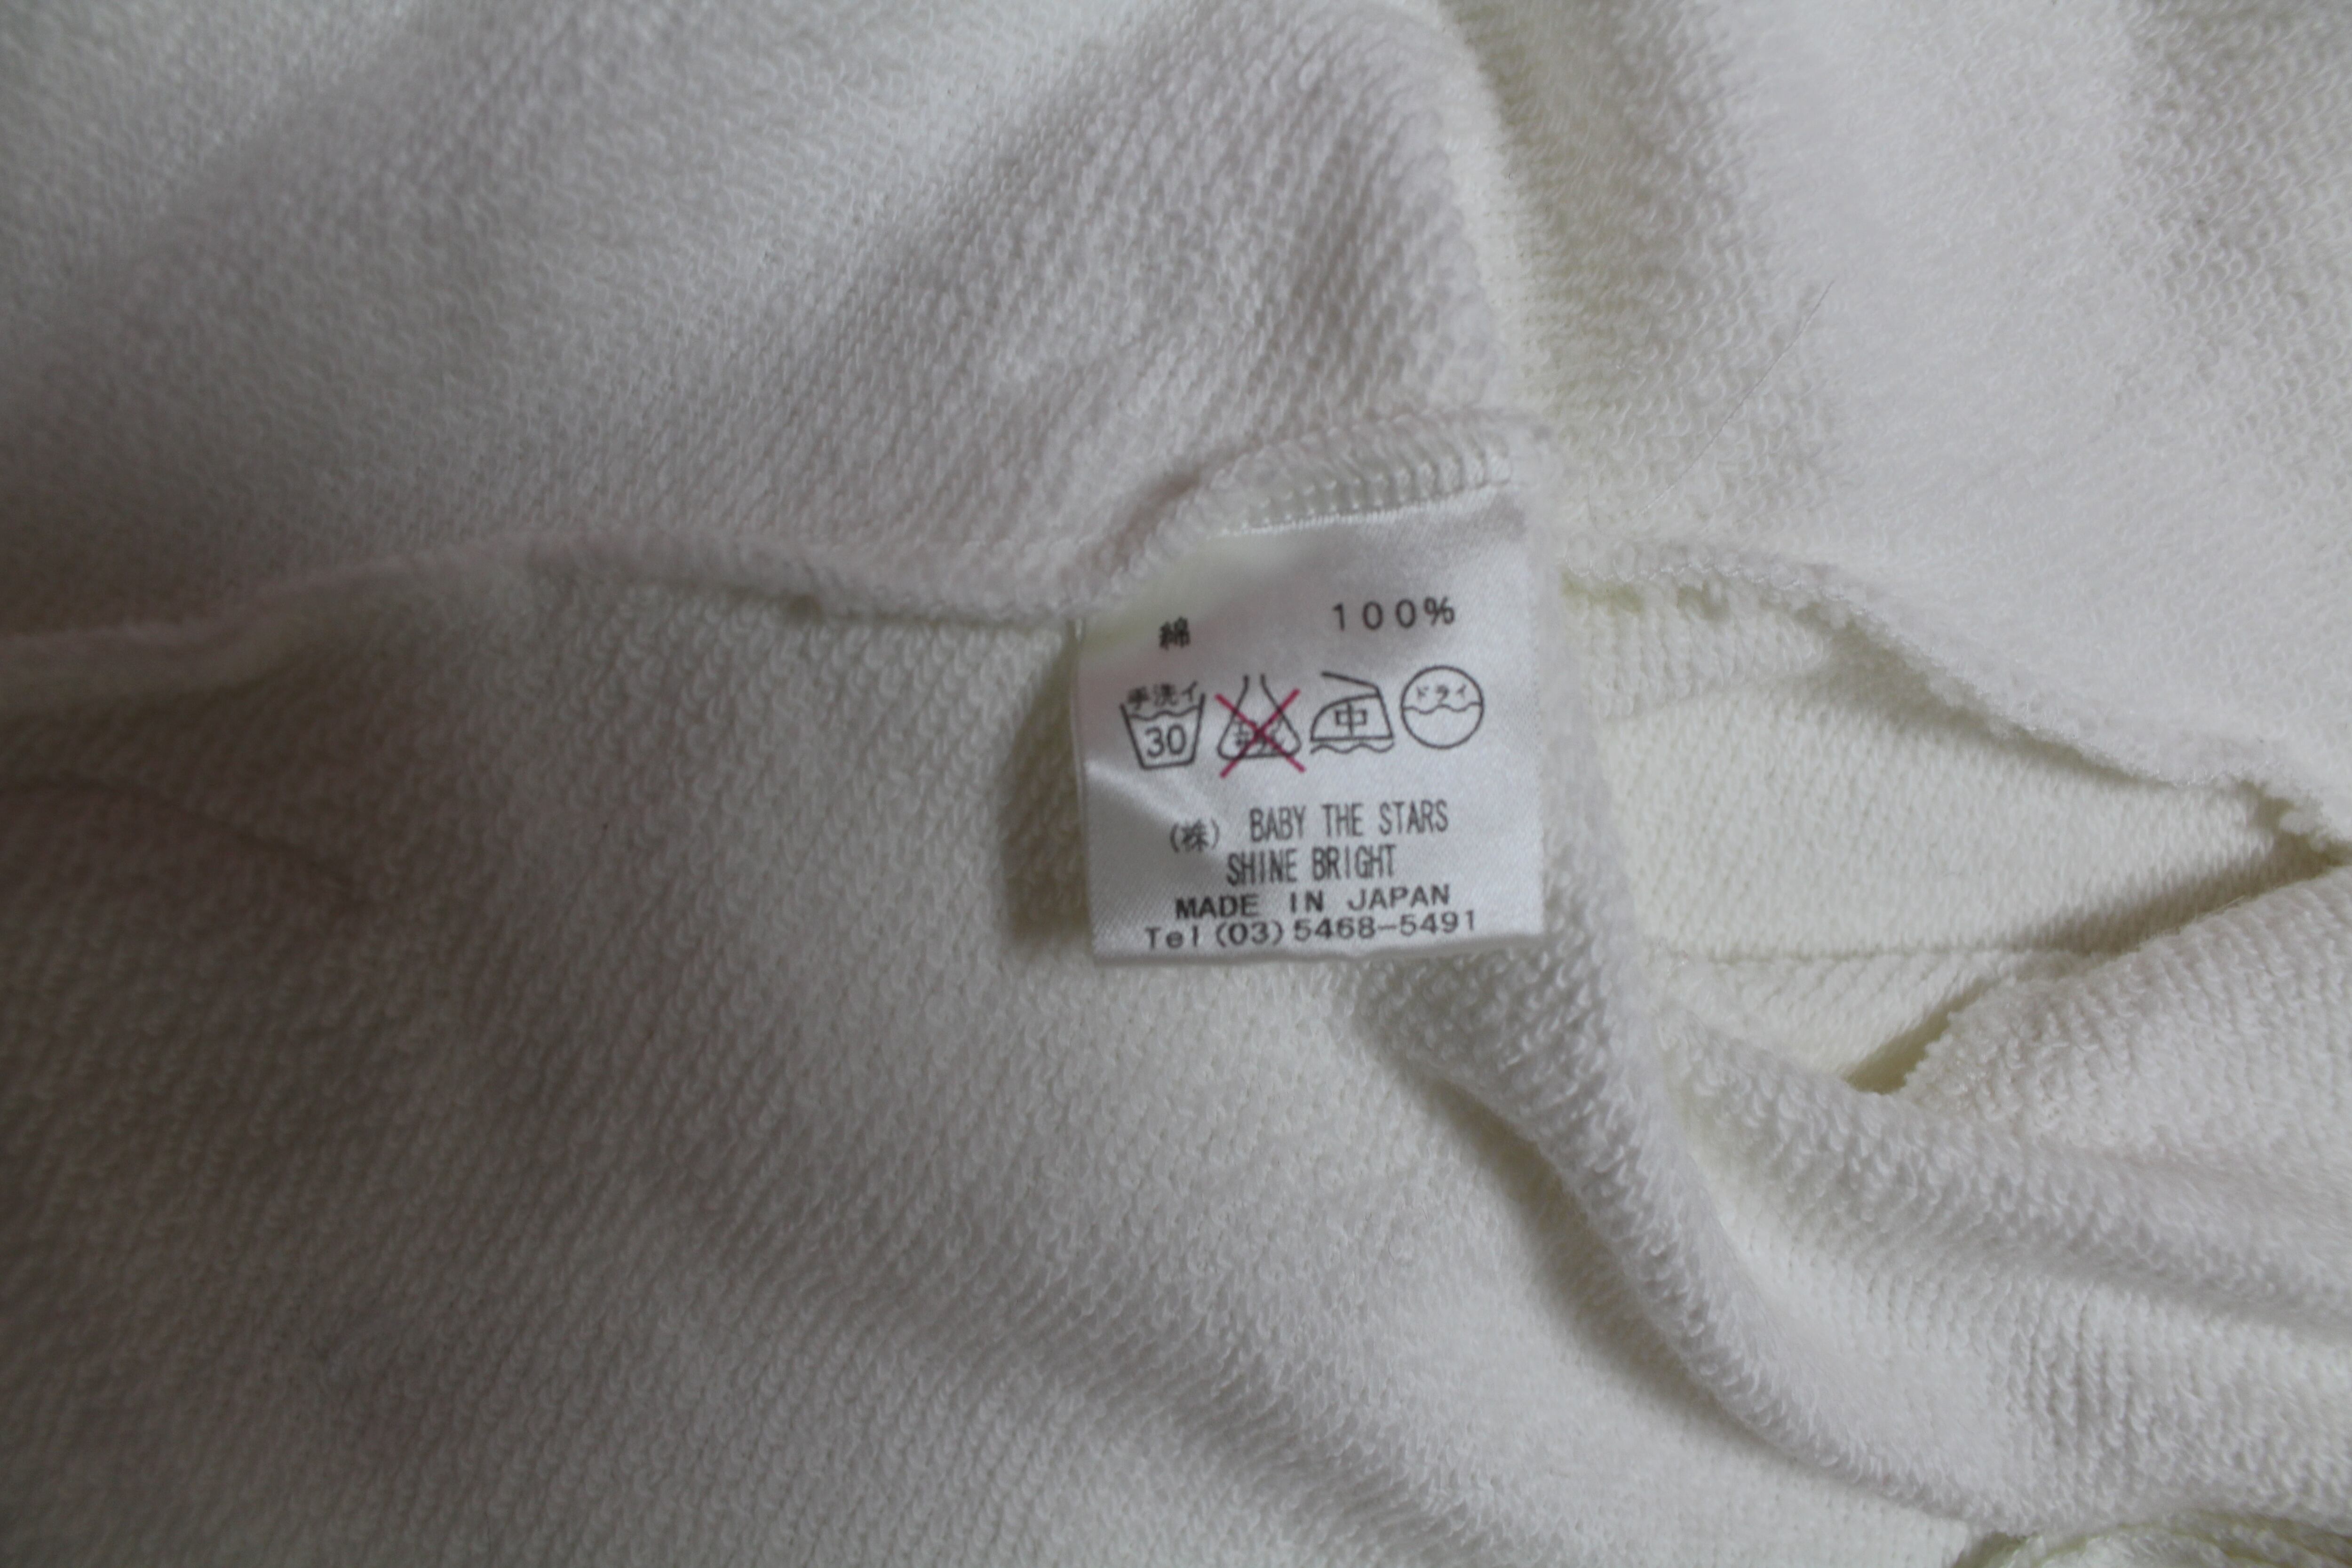 綿 100%
手洗イ
30 中 ドライ
(株) BABY THE STARS
SHINE BRIGHT
MADE IN JAPAN
Tel (03) 5468-5491